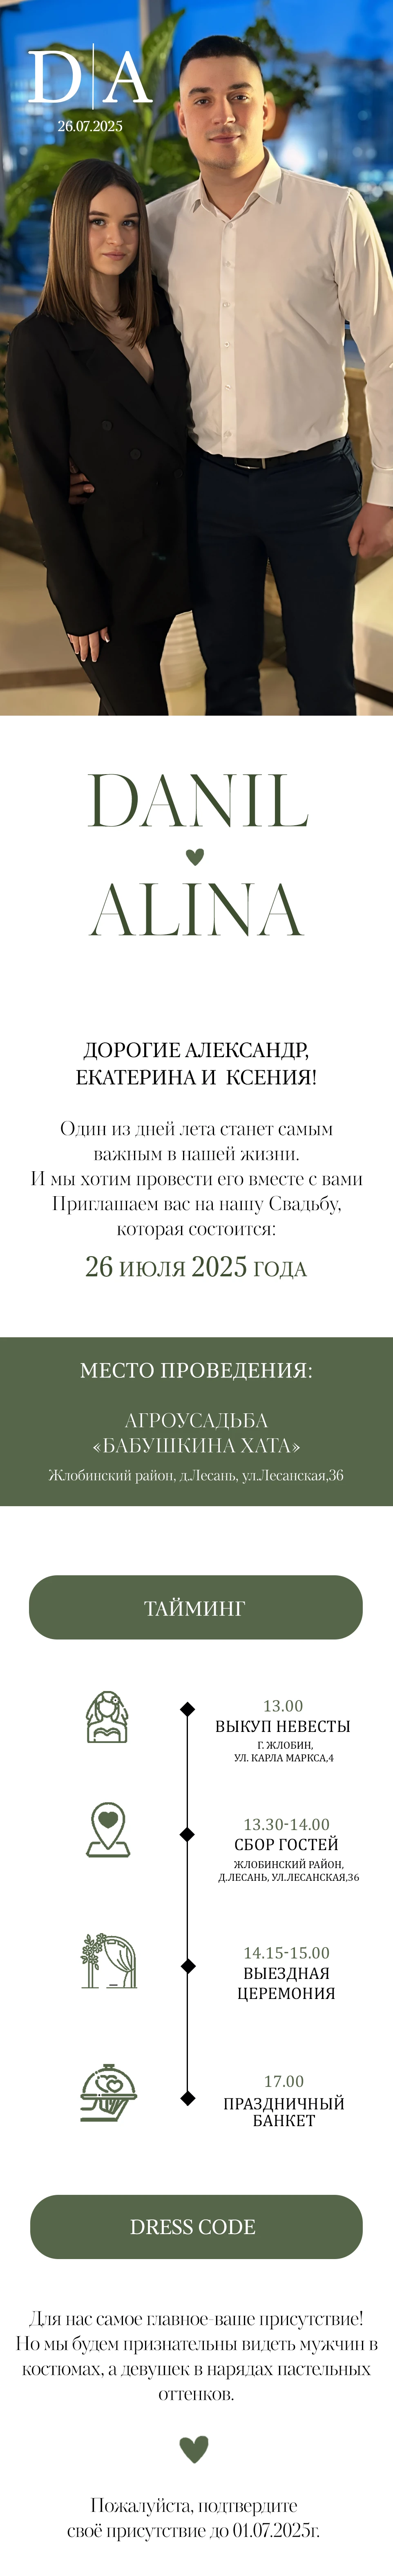 D|A
26.07.2025
DANIL
ALINA
ДОРОГИЕ АЛЕКСАНДР,
ЕКАТЕРИНА И КСЕНИЯ!
Один из дней лета станет самым
важным в нашей жизни.
И мы хотим провести его вместе с вами
Приглашаем вас на нашу Свадьбу,
которая состоится:
26 ИЮЛЯ 2025 ГОДА
МЕСТО ПРОВЕДЕНИЯ:
АГРОУСАДЬБА
«БАБУШКИНА ХАТА»
Жлобинский район, д.Лесань, ул.Лесанская,36
ТАЙМИНГ
13.00
ВЫКУП НЕВЕСТЫ
Г. ЖЛОБИН,
УЛ. КАРЛА МАРКСА,4
13.30-14.00
СБОР ГОСТЕЙ
ЖЛОБИНСКИЙ РАЙОН,
Д.ЛЕСАНЬ, УЛ.ЛЕСАНСКАЯ,36
14.15-15.00
ВЫЕЗДНАЯ
ЦЕРЕМОНИЯ
17.00
ПРАЗДНИЧНЫЙ
БАНКЕТ
DRESS CODE
Для нас самое главное-ваше присутствие!
Но мы будем признательны видеть мужчин в
костюмах, а девушек в нарядах пастельных
оттенков.
Пожалуйста, подтвердите
своё присутствие до 01.07.2025г.